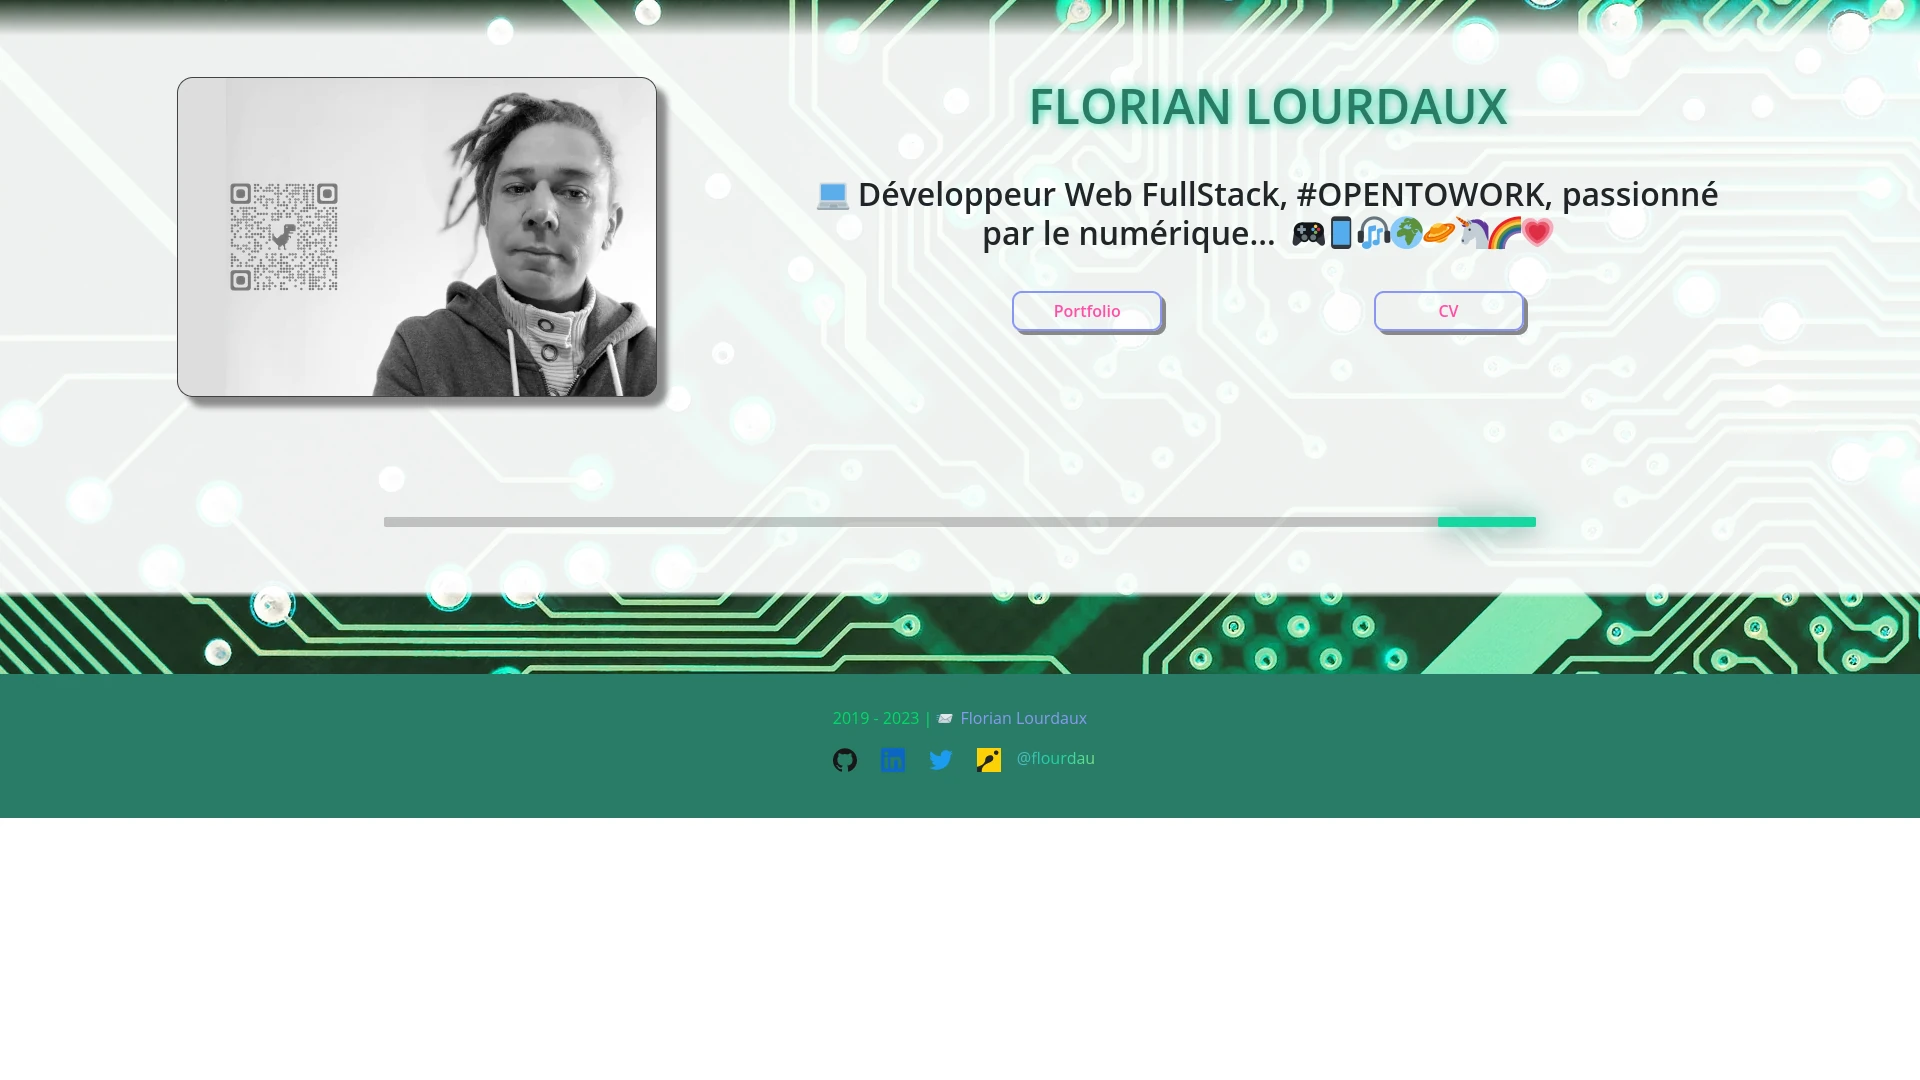 FLORIAN LOURDAUX
💻 Développeur Web FullStack, #OPENTOWORK, passionné
par le numérique... 🎮📱🎧🌍🪐🦄🌈💗
Portfolio
CV
2019 - 2023 | 📨 Florian Lourdaux
@flourdau